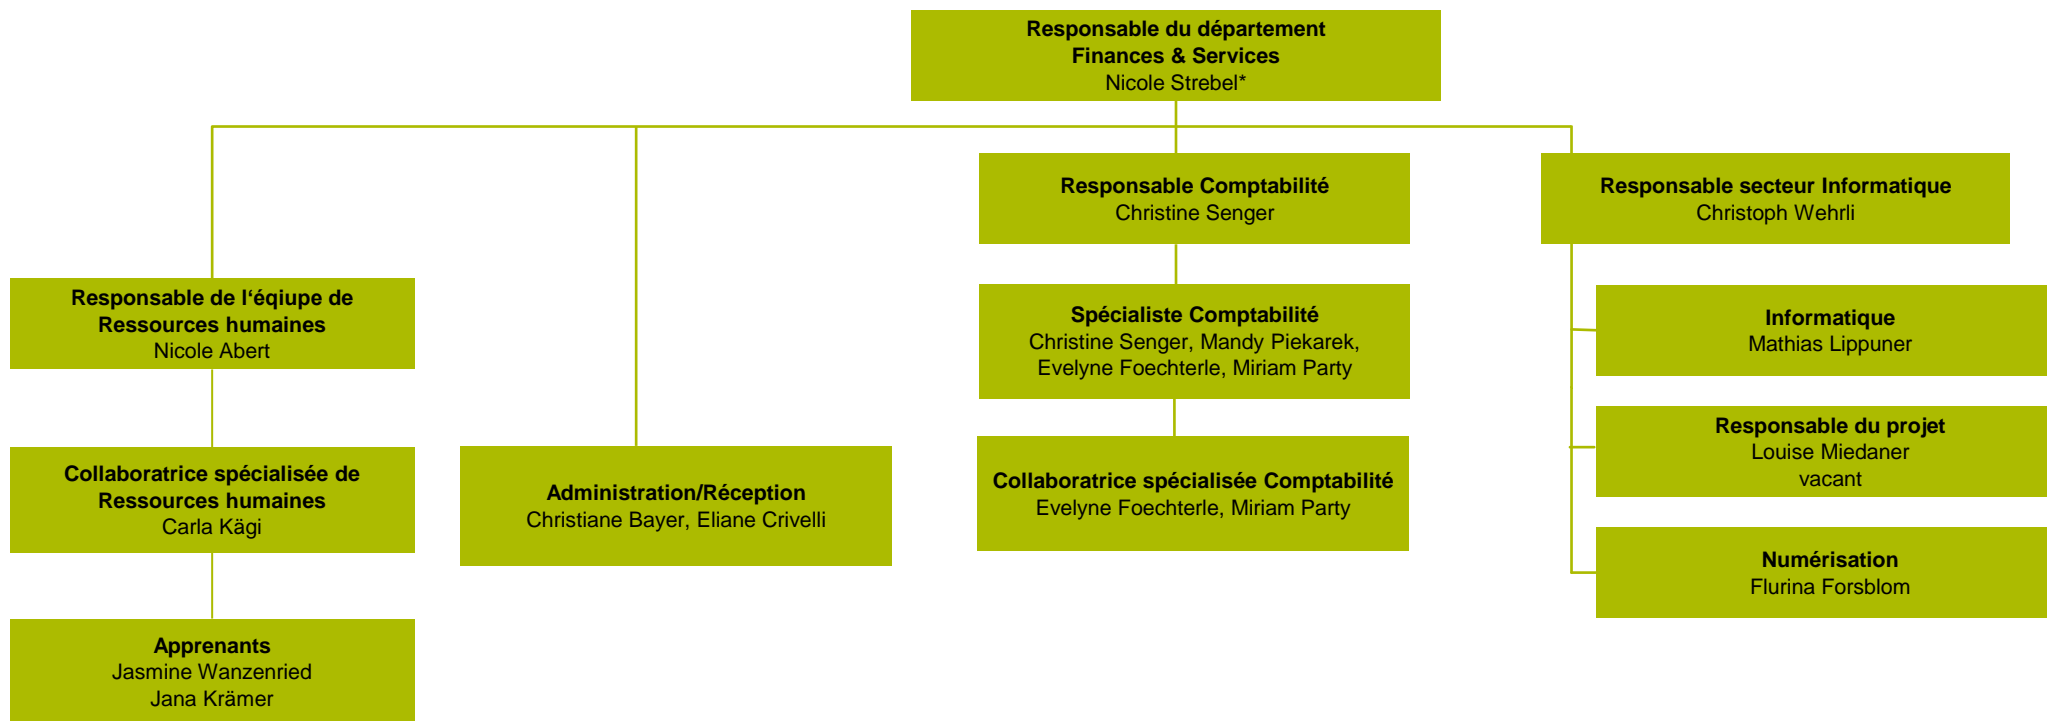 Responsable du département
Finances & Services
Nicole Strebel*
Responsable Comptabilité
Christine Senger
Responsable secteur Informatique
Christoph Wehrli
Responsable de l‘éqiupe de
Ressources humaines
Nicole Abert
Spécialiste Comptabilité
Christine Senger, Mandy Piekarek,
Evelyne Foechterle, Miriam Party
Informatique
Mathias Lippuner
Responsable du projet
Louise Miedaner
vacant
Collaboratrice spécialisée de
Ressources humaines
Carla Kägi
Administration/Réception
Christiane Bayer, Eliane Crivelli
Collaboratrice spécialisée Comptabilité
Evelyne Foechterle, Miriam Party
Numérisation
Flurina Forsblom
Apprenants
Jasmine Wanzenried
Jana Krämer